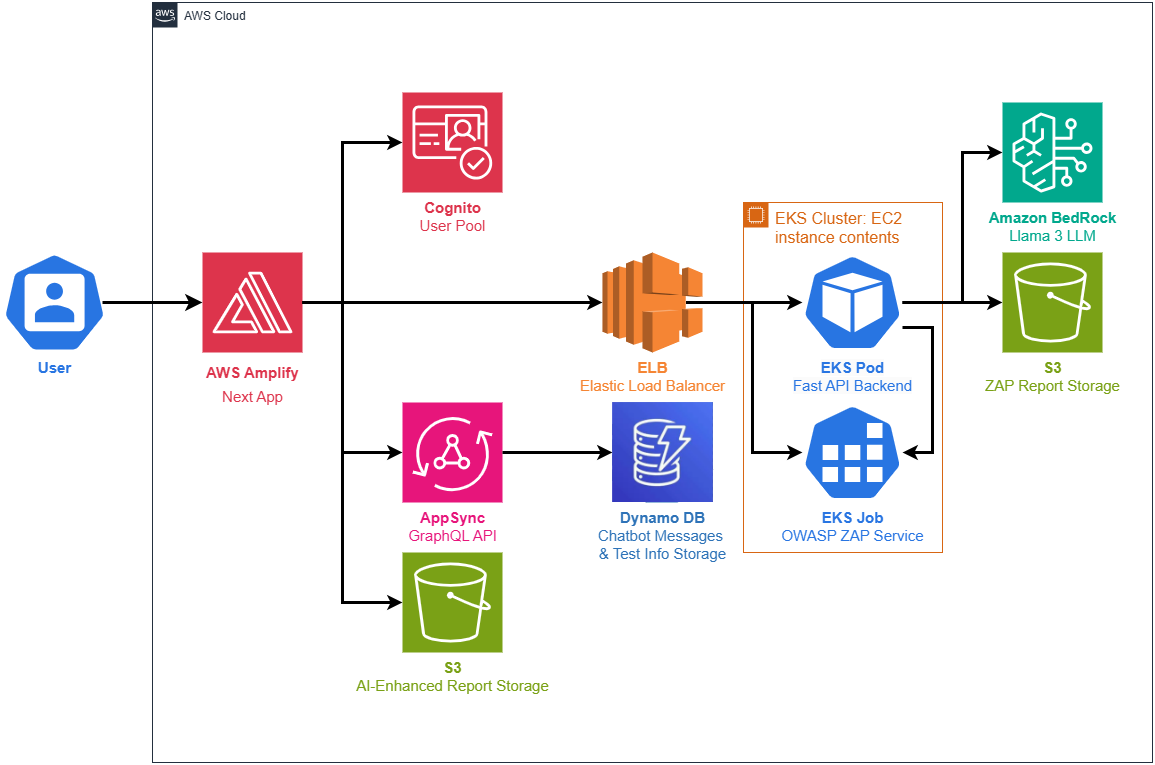 aws
AWS Cloud
Cognito
User Pool
Amazon BedRock
Llama 3 LLM
EKS Cluster: EC2
instance contents
User
AWS Amplify
Next App
ELB
Elastic Load Balancer
EKS Pod
Fast API Backend
S3
ZAP Report Storage
AppSync
GraphQL API
Dynamo DB
Chatbot Messages
& Test Info Storage
EKS Job
OWASP ZAP Service
S3
AI-Enhanced Report Storage